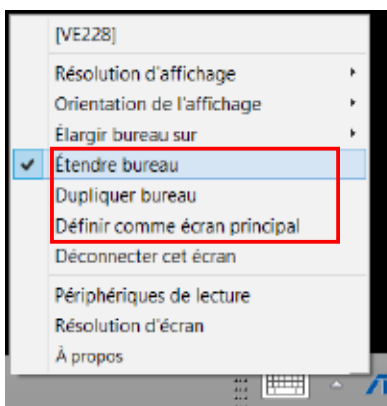 [VE228]
Résolution d'affichage
Orientation de l'affichage
Élargir bureau sur
Étendre bureau
Dupliquer bureau
Définir comme écran principal
Déconnecter cet écran
Périphériques de lecture
Résolution d'écran
À propos